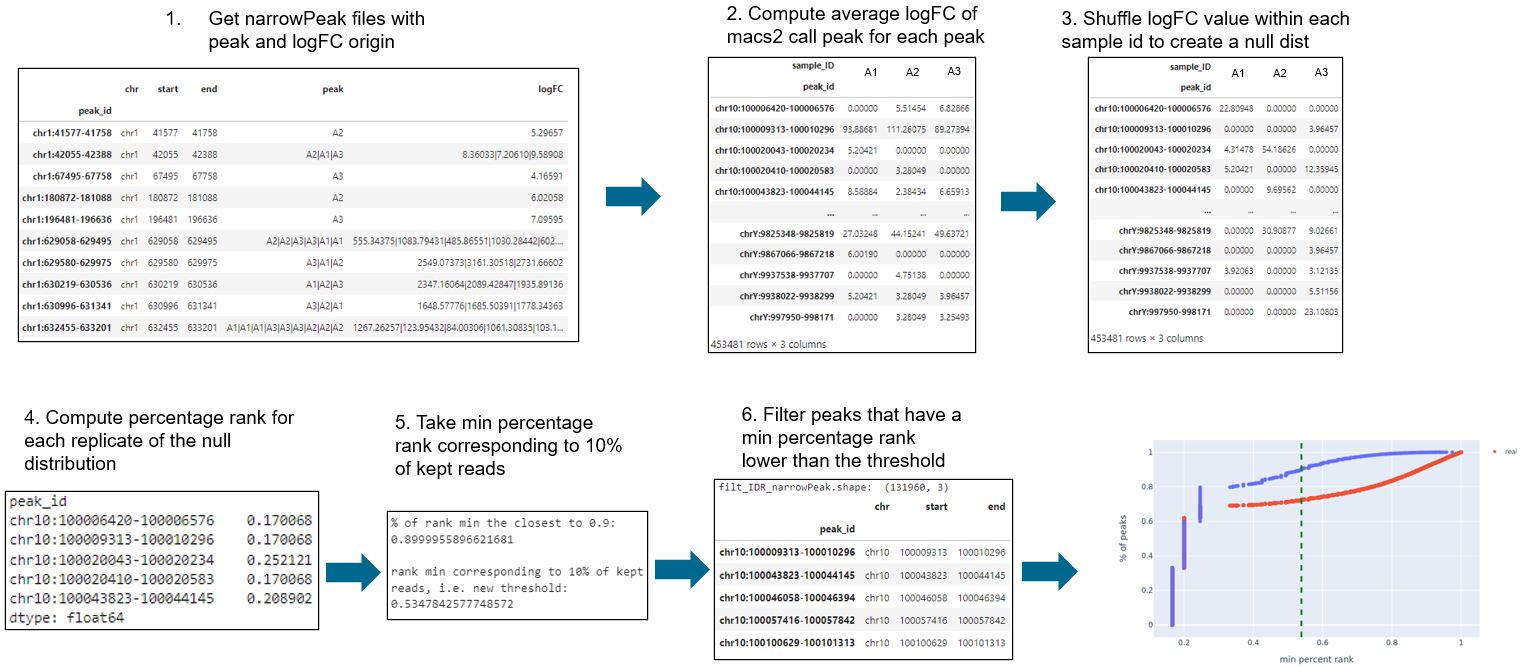 1. Get narrowPeak files with
peak and logFC origin
chr start end peak logFC
peak_id
chr1:41577-41758 chr1 41577 41758 A2 5.29657
chr1:42055-42388 chr1 42055 42388 A2|A1|A3 8.36033|7.20610|9.58908
chr1:67495-67758 chr1 67495 67758 A3 4.16591
chr1:180872-181088 chr1 180872 181088 A2 6.02058
chr1:196481-196636 chr1 196481 196636 A3 7.09595
chr1:629058-629495 chr1 629058 629495 A2|A2|A3|A3|A1|A1 555.34375|1083.79431|485.86551|1030.28442|602....
chr1:629580-629975 chr1 629580 629975 A3|A1|A2 2549.07373|3161.30518|2731.66602
chr1:630219-630536 chr1 630219 630536 A1|A2|A3 2347.16064|2089.42847|1935.89136
chr1:630996-631341 chr1 630996 631341 A3|A2|A1 1648.57776|1685.50391|1778.34363
chr1:632455-633201 chr1 632455 633201 A1|A1|A1|A3|A3|A3|A2|A2|A2 1267.26257|123.95432|84.00306|1061.30835|103.1...
2. Compute average logFC of
macs2 call peak for each peak
sample_ID A1 A2 A3
peak_id
chr10:100006420-100006576 0.00000 5.51454 6.82866
chr10:100009313-100010296 93.88681 111.26075 89.27394
chr10:100020043-100020234 5.20421 0.00000 0.00000
chr10:100020410-100020583 0.00000 3.28049 0.00000
chr10:100043823-100044145 8.58884 2.38434 6.65913
... ... ... ...
chrY:9825348-9825819 27.03248 44.15241 49.63721
chrY:9867066-9867218 6.00190 0.00000 0.00000
chrY:9937538-9937707 0.00000 4.75138 0.00000
chrY:9938022-9938299 5.20421 3.28049 3.96457
chrY:997950-998171 0.00000 3.28049 3.25493
453481 rows × 3 columns
3. Shuffle logFC value within each
sample id to create a null dist
sample_ID A1 A2 A3
peak_id
chr10:100006420-100006576 22.80948 0.00000 0.00000
chr10:100009313-100010296 0.00000 0.00000 3.96457
chr10:100020043-100020234 4.31478 54.18626 0.00000
chr10:100020410-100020583 5.20421 0.00000 12.35945
chr10:100043823-100044145 0.00000 9.69562 0.00000
... ... ... ...
chrY:9825348-9825819 0.00000 30.90877 9.02661
chrY:9867066-9867218 0.00000 0.00000 3.96457
chrY:9937538-9937707 3.92063 0.00000 3.12135
chrY:9938022-9938299 0.00000 0.00000 5.51156
chrY:997950-998171 0.00000 0.00000 23.10803
453481 rows × 3 columns
4. Compute percentage rank for
each replicate of the null
distribution
peak_id
chr10:100006420-100006576 0.170068
chr10:100009313-100010296 0.170068
chr10:100020043-100020234 0.252121
chr10:100020410-100020583 0.170068
chr10:100043823-100044145 0.208902
dtype: float64
5. Take min percentage
rank corresponding to 10%
of kept reads
% of rank min the closest to 0.9:
0.8999955896621681
rank min corresponding to 10% of kept
reads, i.e. new threshold:
0.5347842577748572
6. Filter peaks that have a
min percentage rank
lower than the threshold
filt_IDR_narrowPeak.shape: (131960, 3)
chr start end
peak_id
chr10:100009313-100010296 chr10 100009313 100010296
chr10:100043823-100044145 chr10 100043823 100044145
chr10:100046058-100046394 chr10 100046058 100046394
chr10:100057416-100057842 chr10 100057416 100057842
chr10:100100629-100101313 chr10 100100629 100101313
% of peaks
1
0.8
0.6
0.4
0.2
0
0.2 0.4 0.6 0.8 1
min percent rank
real